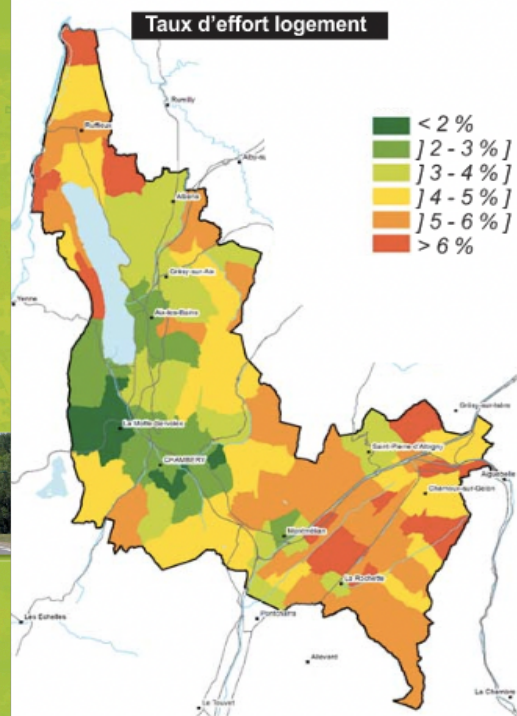 Taux d'effort logement
< 2 %
] 2 - 3 % ]
] 3 - 4 % ]
] 4 - 5 % ]
] 5 - 6 % ]
> 6 %
Rumilly
Ruffieux
Albens
Grésy-sur-Aix
Yenne
Aix-les-Bains
Grésy-sur-Isère
La Motte-Servolex
Saint-Pierre d'Albigny
CHAMBERY
Aiguebelle
Chamoux-sur-Gelon
Montmélian
La Rochette
Les Echelles
Pontcharra
Allevard
La Chambre
Le Touvet